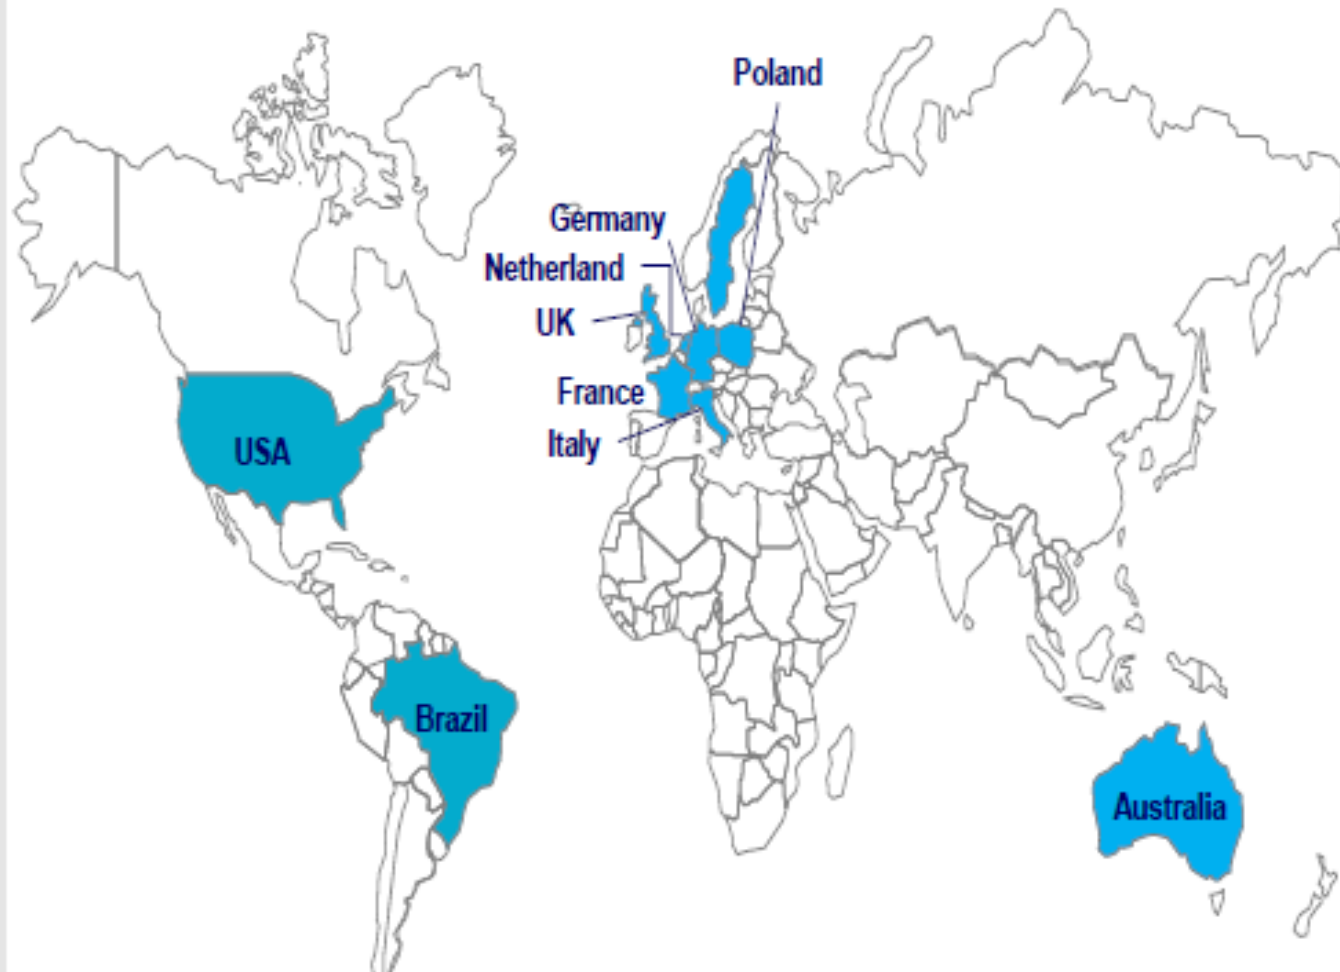 Poland
Germany
Netherland
UK
France
Italy
USA
Brazil
Australia